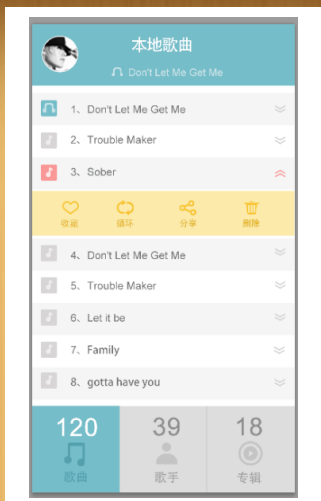 本地歌曲
Don't Let Me Get Me
1、Don't Let Me Get Me
2、Trouble Maker
3、Sober
收藏 循环 分享 删除
4、Don't Let Me Get Me
5、Trouble Maker
6、Let it be
7、Family
8、gotta have you
120 39 18
歌曲 歌手 专辑